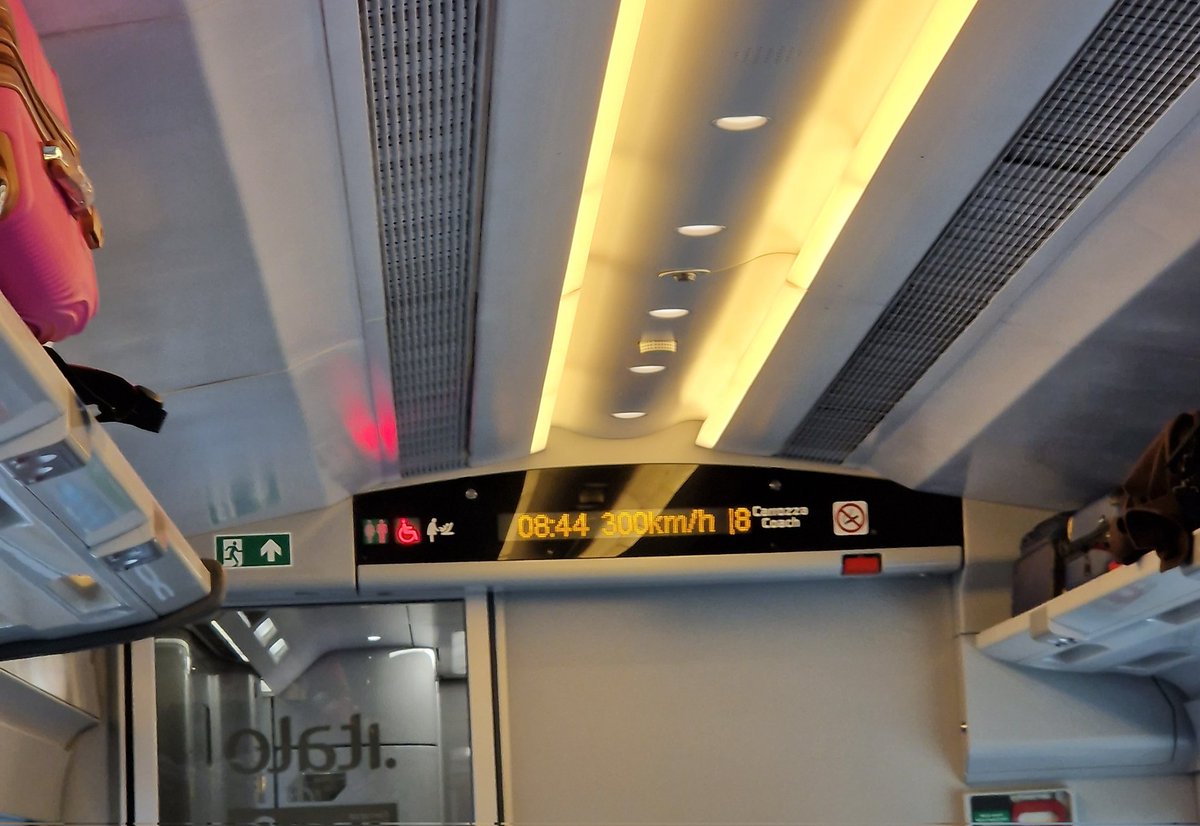 08:44 300km/h |8
Carrozza
Coach
.italo